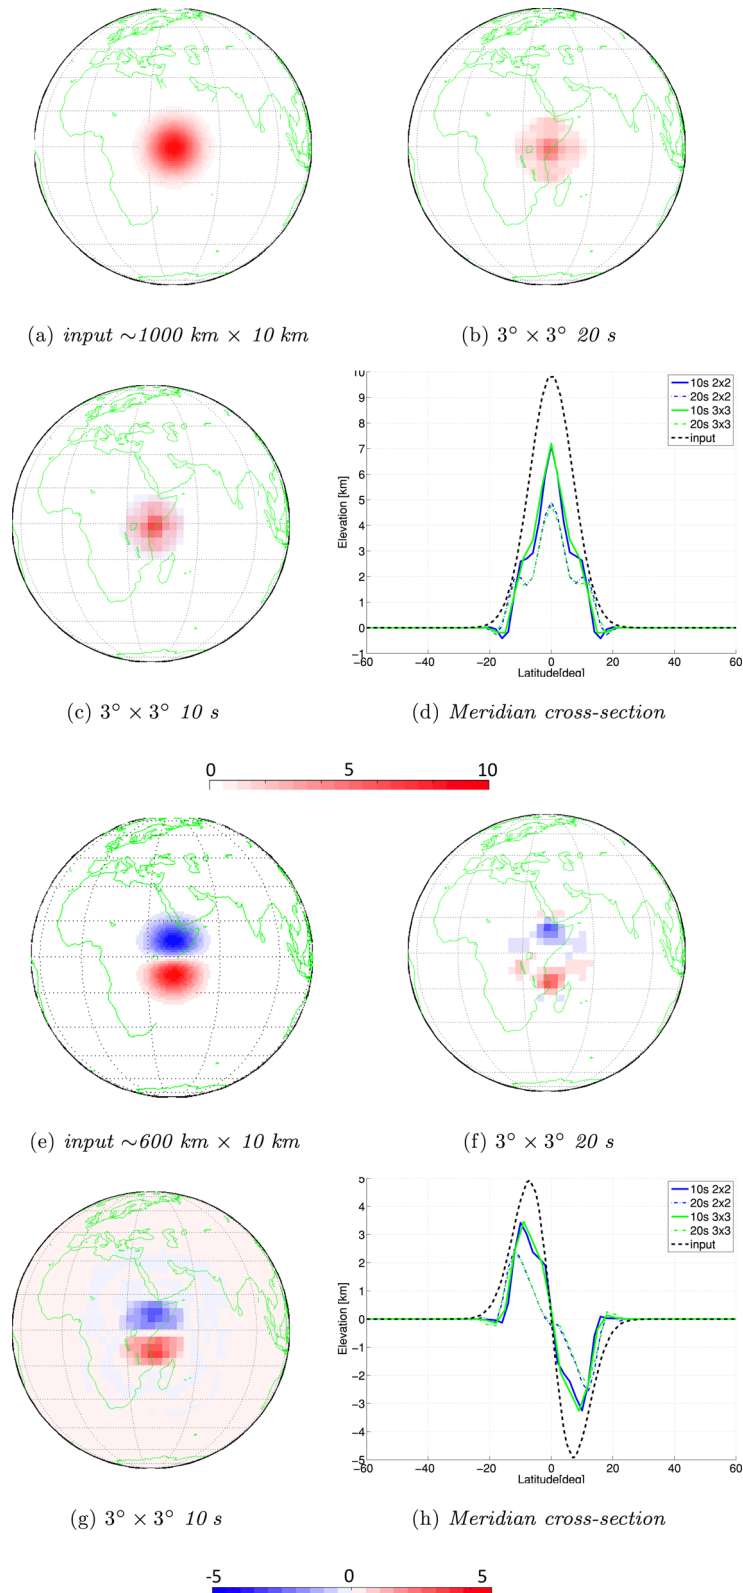 (a) input ~1000 km × 10 km
(b) 3° × 3° 20 s
10
9
8
7
6
5
4
3
2
1
0
−1
Elevation [km]
10s 2x2
20s 2x2
10s 3x3
20s 3x3
input
−60 −40 −20 0 20 40 60
Latitude[deg]
(c) 3° × 3° 10 s
(d) Meridian cross-section
0 5 10
(e) input ~600 km × 10 km
(f) 3° × 3° 20 s
5
4
3
2
1
0
−1
−2
−3
−4
−5
Elevation [km]
10s 2x2
20s 2x2
10s 3x3
20s 3x3
input
−60 −40 −20 0 20 40 60
Latitude[deg]
(g) 3° × 3° 10 s
(h) Meridian cross-section
-5 0 5